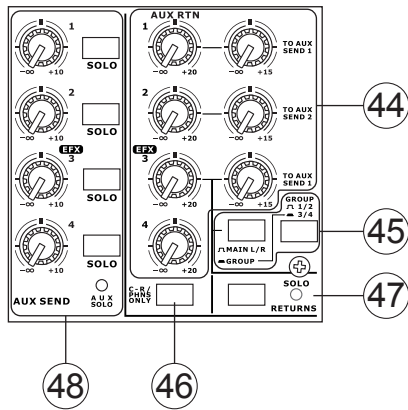 AUX RTN
1
SOLO
-∞ +10
1
-∞ +20
-∞ +15
TO AUX
SEND 1
2
SOLO
-∞ +10
2
-∞ +20
-∞ +15
TO AUX
SEND 2
EFX
3
SOLO
-∞ +10
EFX
3
-∞ +20
-∞ +15
TO AUX
SEND 1
4
SOLO
-∞ +10
4
-∞ +20
GROUP
1/2
3/4
MAIN L/R
GROUP
AUX SEND
AUX
SOLO
C-R/
PHNS
ONLY
SOLO
RETURNS
44
45
47
48
46